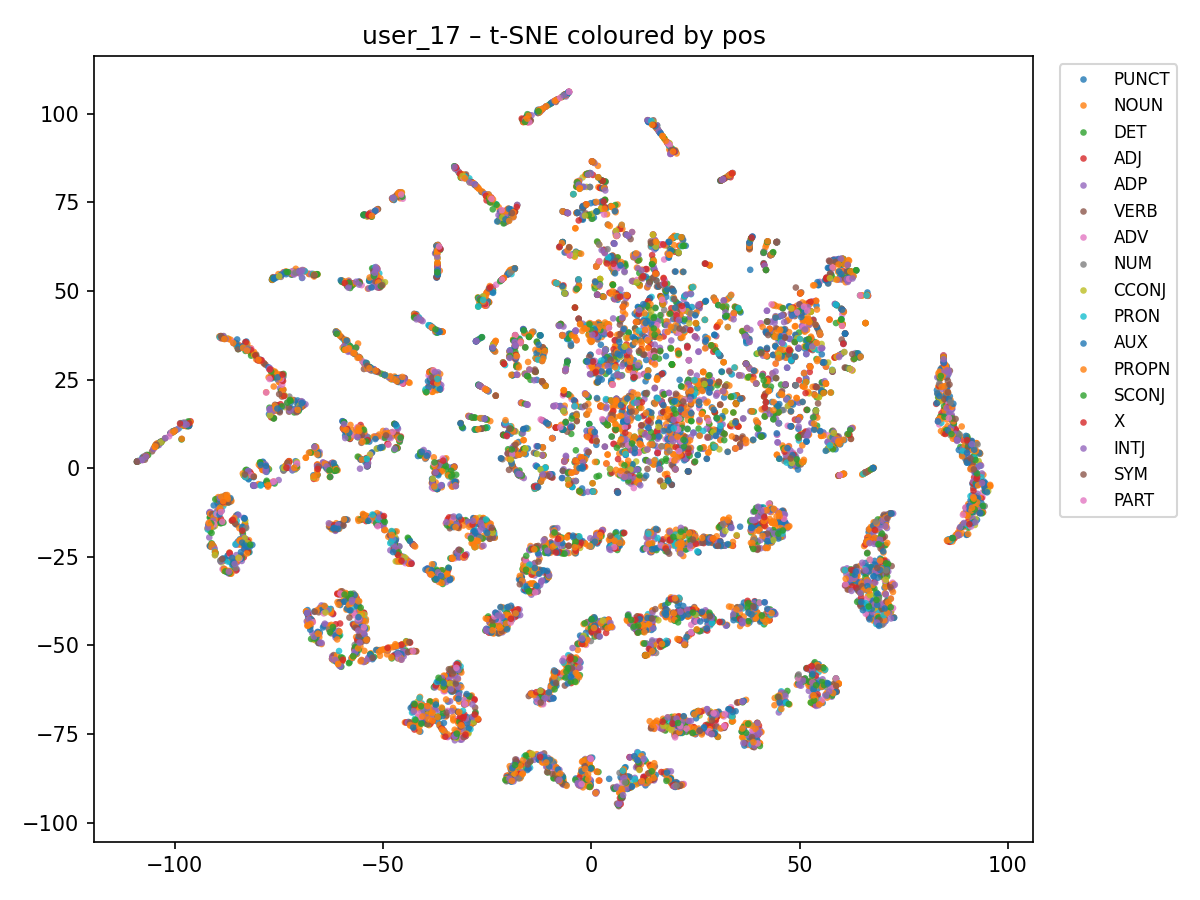 user_17 – t-SNE coloured by pos
100
75
50
25
0
−25
−50
−75
−100
−100
−50
0
50
100
PUNCT
NOUN
DET
ADJ
ADP
VERB
ADV
NUM
CCONJ
PRON
AUX
PROPN
SCONJ
X
INTJ
SYM
PART